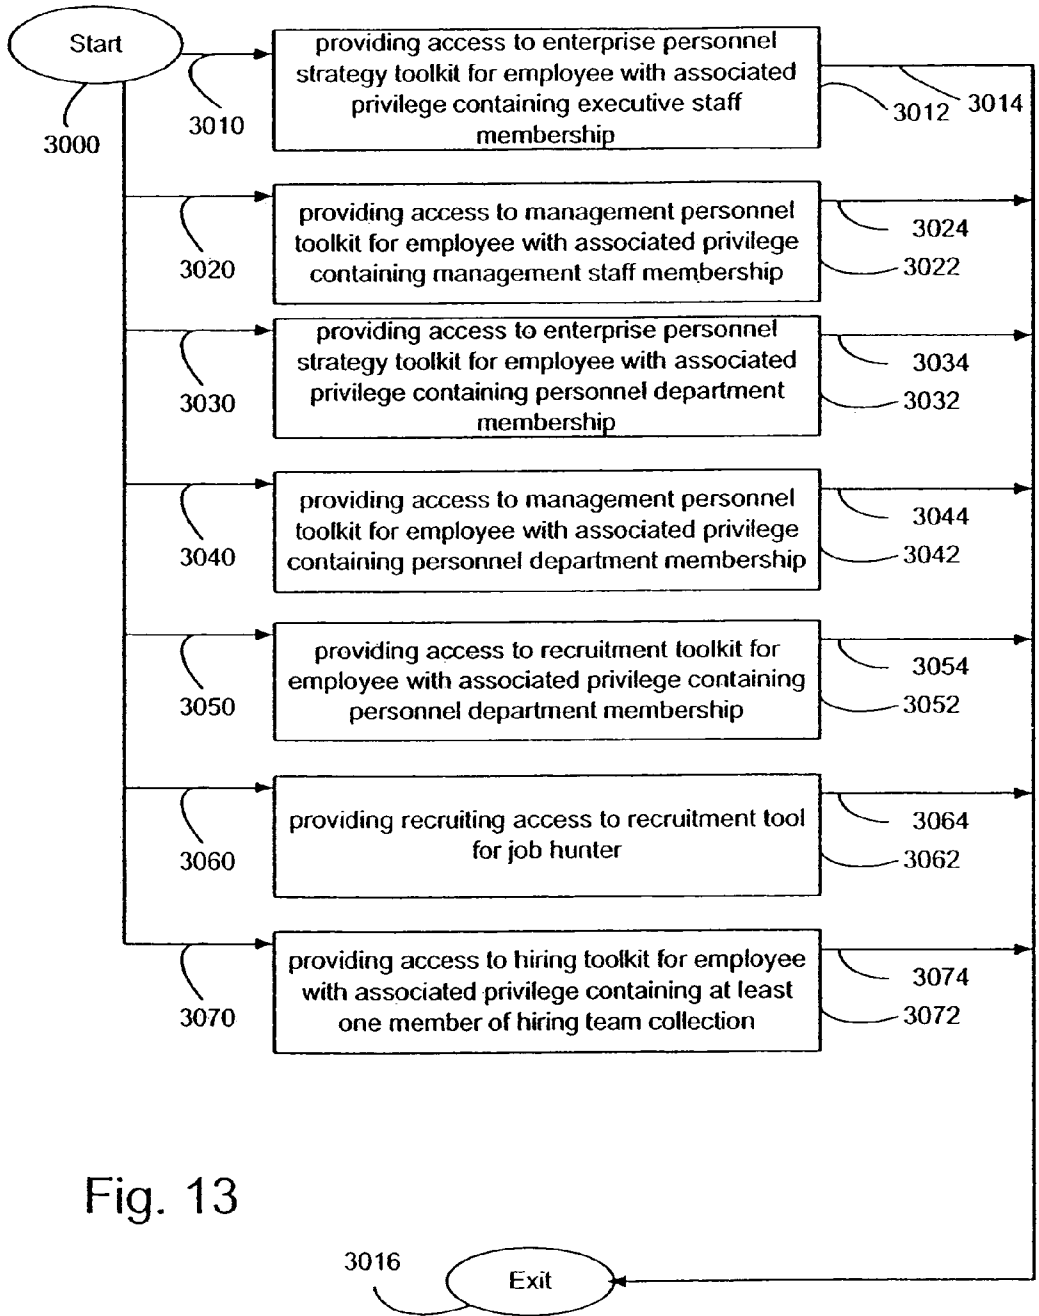 Start
3000
3010
providing access to enterprise personnel
strategy toolkit for employee with associated
privilege containing executive staff
membership
3012
3014
3020
providing access to management personnel
toolkit for employee with associated privilege
containing management staff membership
3024
3022
3030
providing access to enterprise personnel
strategy toolkit for employee with associated
privilege containing personnel department
membership
3034
3032
3040
providing access to management personnel
toolkit for employee with associated privilege
containing personnel department membership
3044
3042
3050
providing access to recruitment toolkit for
employee with associated privilege containing
personnel department membership
3054
3052
3060
providing recruiting access to recruitment tool
for job hunter
3064
3062
3070
providing access to hiring toolkit for employee
with associated privilege containing at least
one member of hiring team collection
3074
3072
Fig. 13
3016
Exit